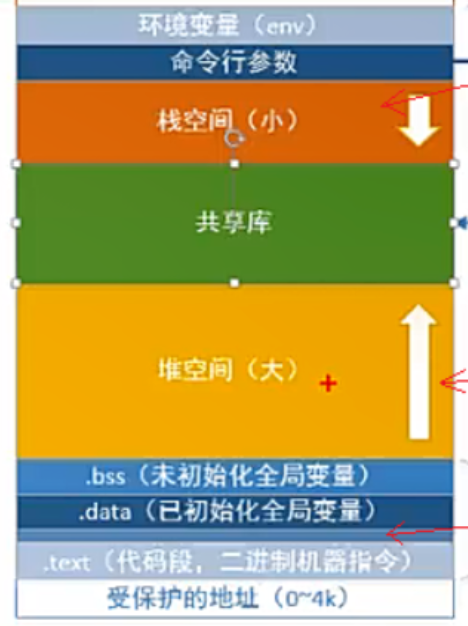 环境变量（env）
命令行参数
栈空间（小）
共享库
堆空间（大）
.bss（未初始化全局变量）
.data（已初始化全局变量）
.text（代码段，二进制机器指令）
受保护的地址（0~4k）